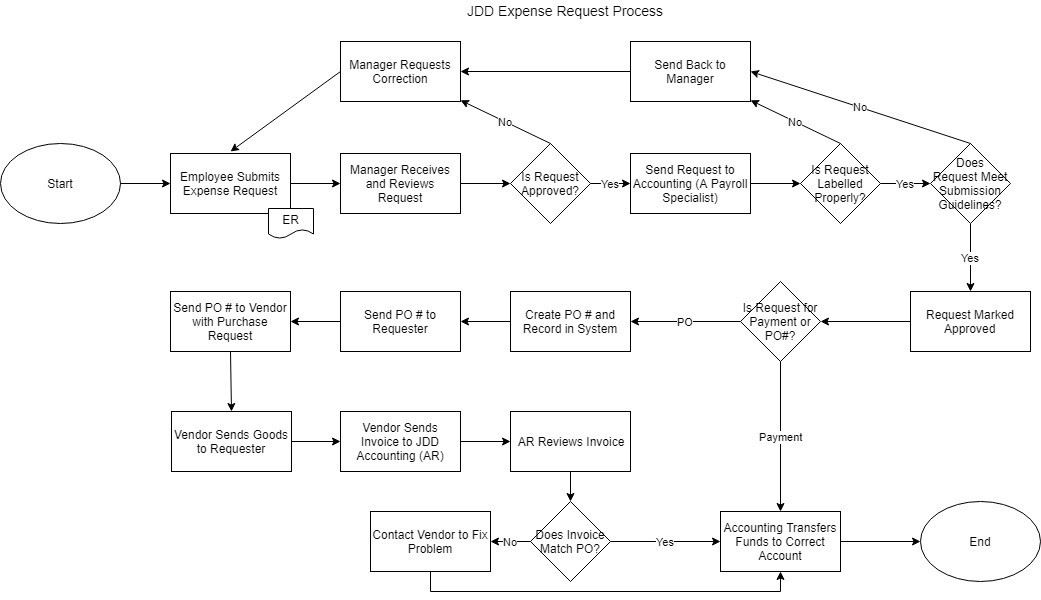 JDD Expense Request Process
Manager Requests
Correction
Send Back to
Manager
No
No
No
Start
Employee Submits
Expense Request
ER
Manager Receives
and Reviews
Request
Is Request
Approved?
Yes
Send Request to
Accounting (A Payroll
Specialist)
Is Request
Labelled
Properly?
Yes
Does
Request Meet
Submission
Guidelines?
Yes
Send PO # to Vendor
with Purchase
Request
Send PO # to
Requester
Create PO # and
Record in System
PO
Is Request for
Payment or
PO#?
Request Marked
Approved
Payment
Vendor Sends Goods
to Requester
Vendor Sends
Invoice to JDD
Accounting (AR)
AR Reviews Invoice
Contact Vendor to Fix
Problem
No
Does Invoice
Match PO?
Yes
Accounting Transfers
Funds to Correct
Account
End